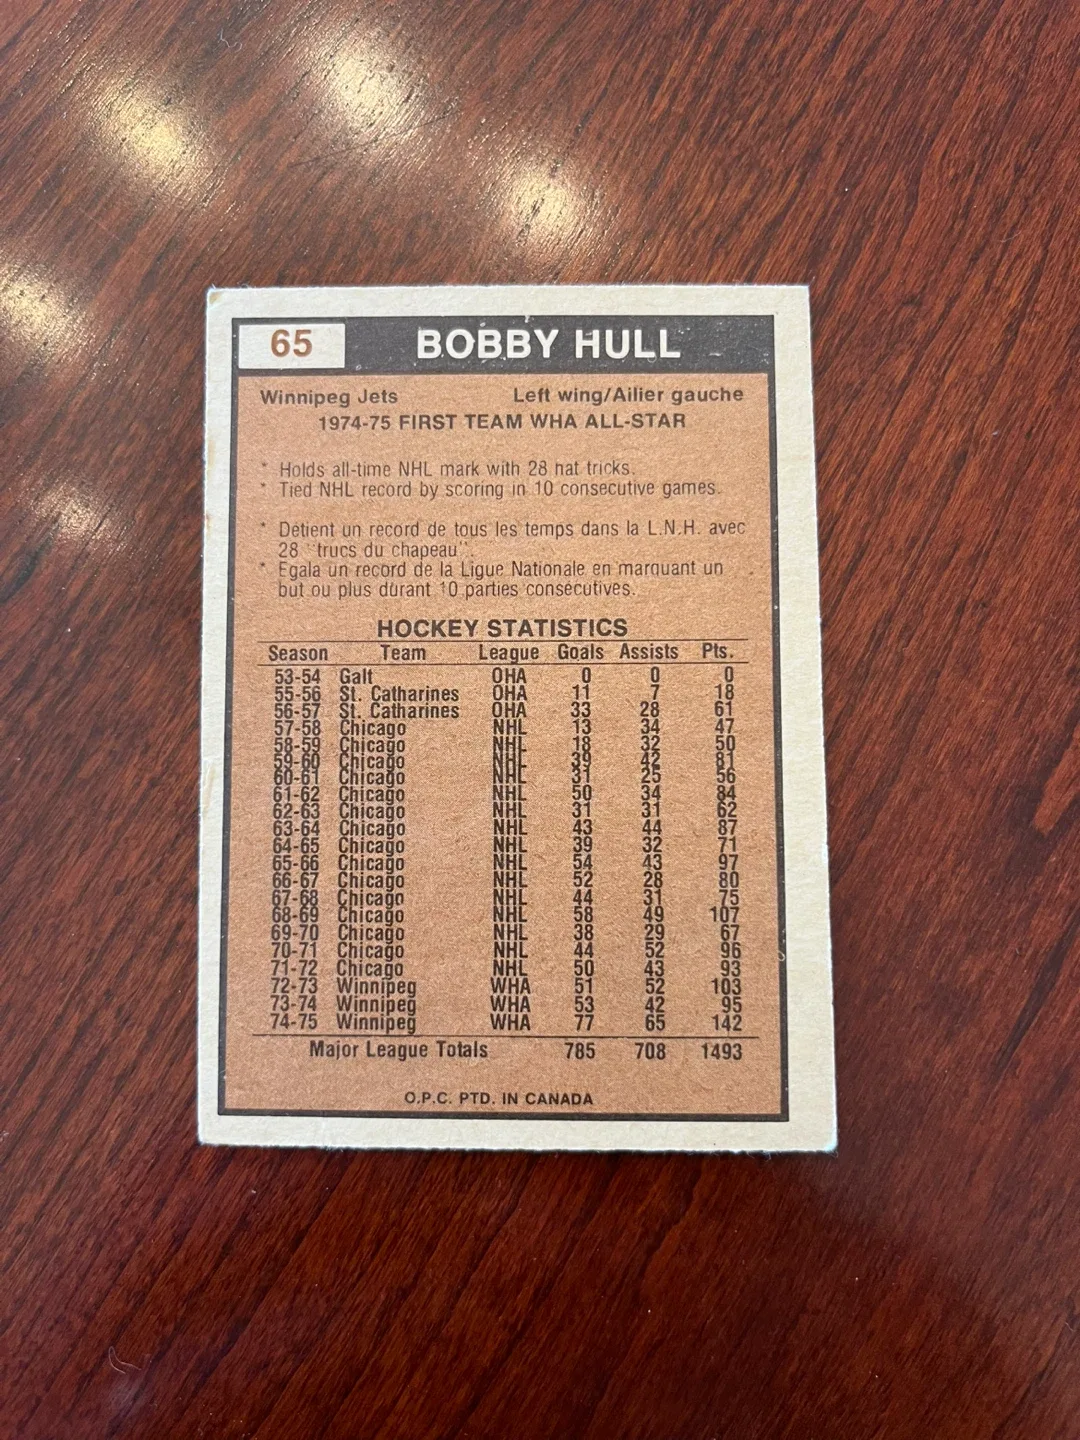 65 BOBBY HULL
Winnipeg Jets Left wing/Ailier gauche
1974-75 FIRST TEAM WHA ALL-STAR
* Holds all-time NHL mark with 28 hat tricks.
* Tied NHL record by scoring in 10 consecutive games.
* Détient un record de tous les temps dans la L.N.H. avec
28 "trucs du chapeau".
* Egala un record de la Ligue Nationale en marquant un
but ou plus durant 10 parties consécutives.
HOCKEY STATISTICS
Season Team League Goals Assists Pts.
53-54 Galt OHA 0 0 0
55-56 St. Catharines OHA 11 7 18
56-57 St. Catharines OHA 33 28 61
57-58 Chicago NHL 13 34 47
58-59 Chicago NHL 18 32 50
59-60 Chicago NHL 39 42 81
60-61 Chicago NHL 31 25 56
61-62 Chicago NHL 50 34 84
62-63 Chicago NHL 31 31 62
63-64 Chicago NHL 43 44 87
64-65 Chicago NHL 39 32 71
65-66 Chicago NHL 54 43 97
66-67 Chicago NHL 52 28 80
67-68 Chicago NHL 44 31 75
68-69 Chicago NHL 58 49 107
69-70 Chicago NHL 38 29 67
70-71 Chicago NHL 44 52 96
71-72 Chicago NHL 50 43 93
72-73 Winnipeg WHA 51 52 103
73-74 Winnipeg WHA 53 42 95
74-75 Winnipeg WHA 77 65 142
Major League Totals 785 708 1493
O.P.C. PTD. IN CANADA